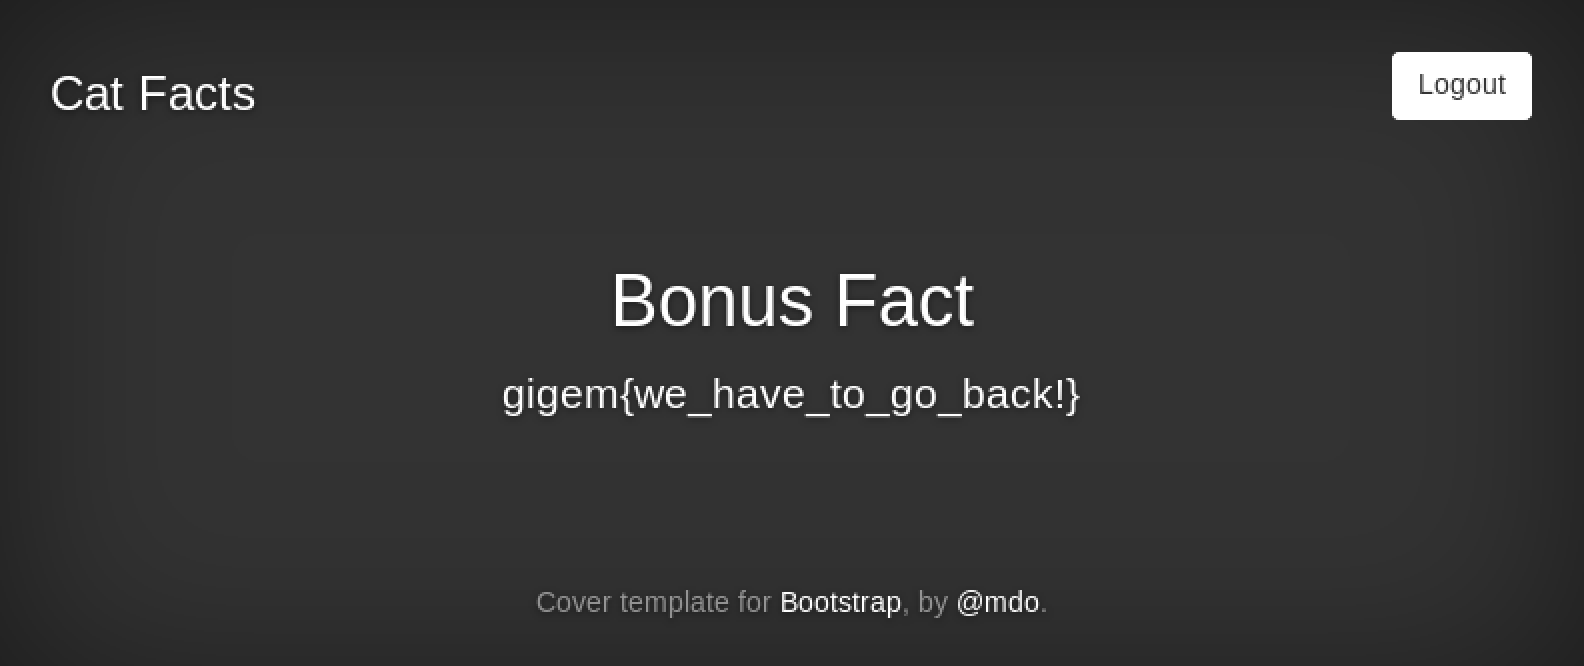 Cat Facts
Logout
Bonus Fact
gigem{we_have_to_go_back!}
Cover template for Bootstrap, by @mdo.